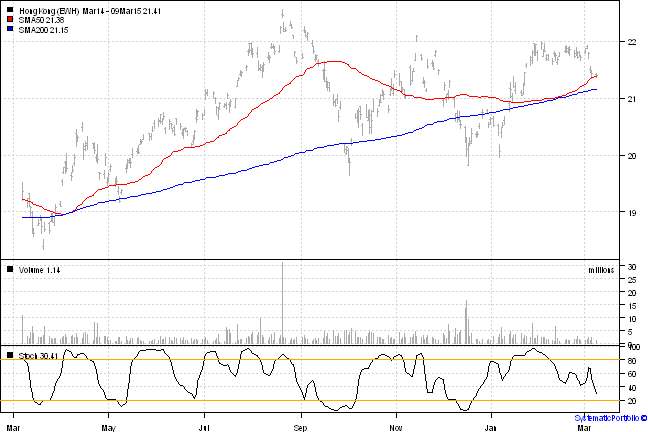 Hong Kong (EWH) Mar14 - 09Mar15 21.41
SMA50 21.38
SMA200 21.15
22
21
20
19
Volume 1.14
millions
30
25
20
15
10
5
0
Stoch 30.41
100
80
60
40
20
Mar May Jul Sep Nov Jan Mar
SystematicPortfolio ©